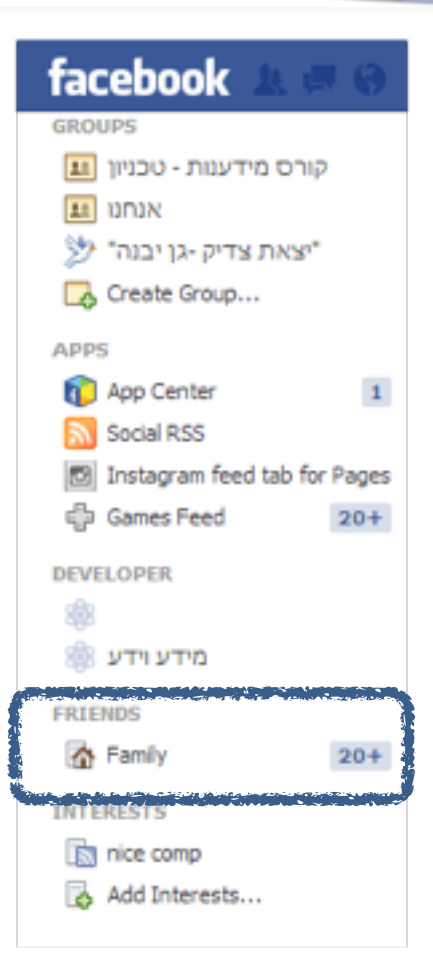 facebook
GROUPS
קורס מידענות - טכניון
אנחנו
"יצאת צדיק -גן יבנה"
Create Group...
APPS
App Center 1
Social RSS
Instagram feed tab for Pages
Games Feed 20+
DEVELOPER
מידע וידע
FRIENDS
Family 20+
INTERESTS
nice comp
Add Interests...